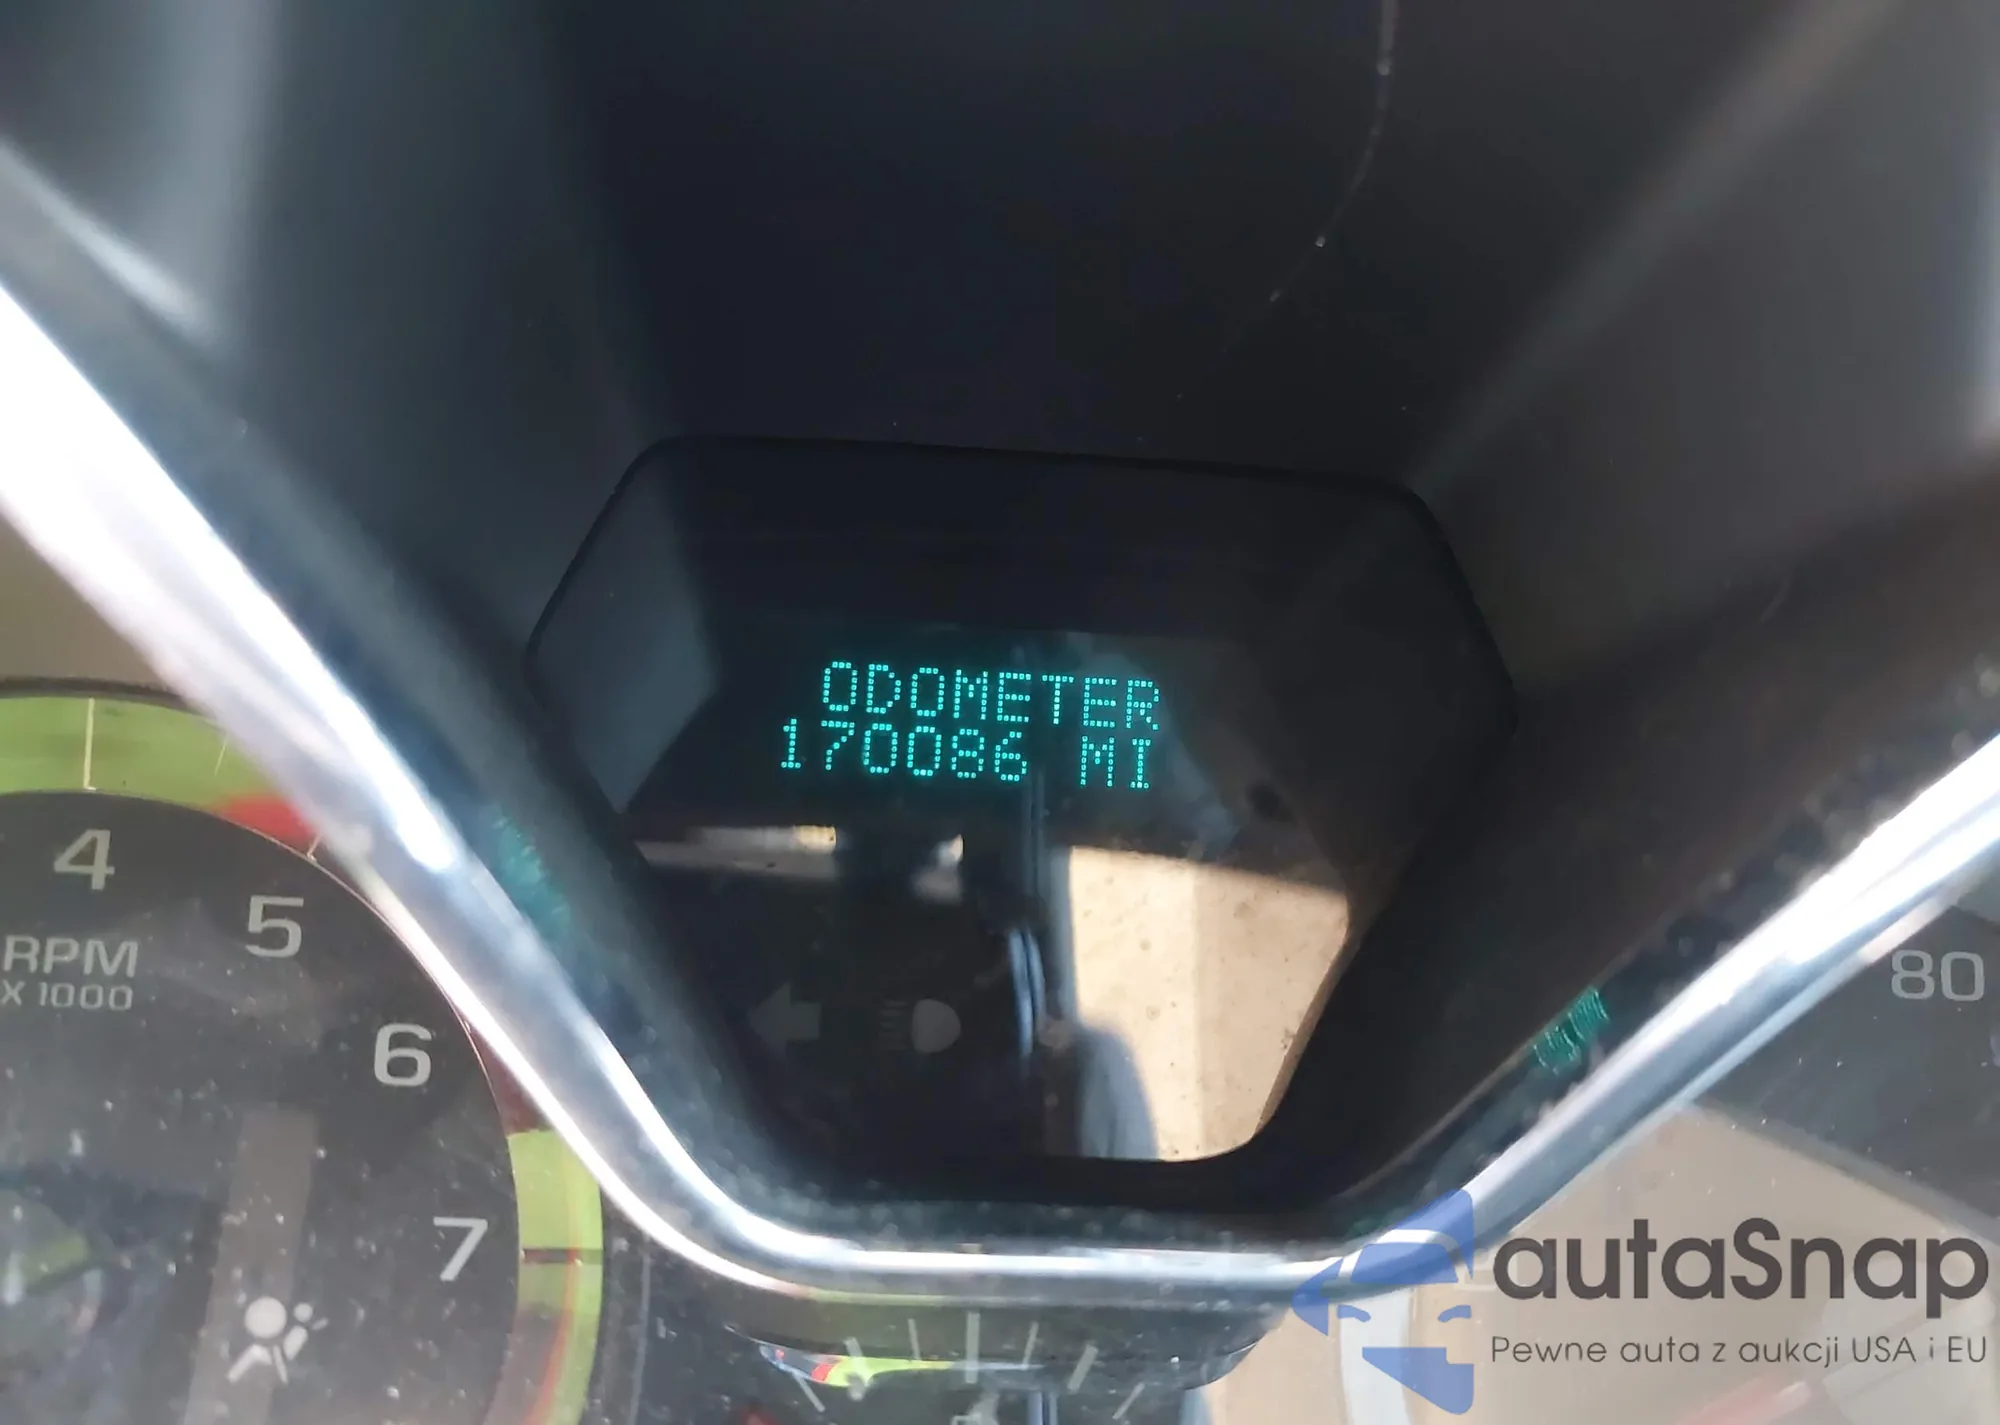 ODOMETER
170086 MI
4
5
RPM
X 1000
6
7
80
autaSnap
Pewne auta z aukcji USA i EU